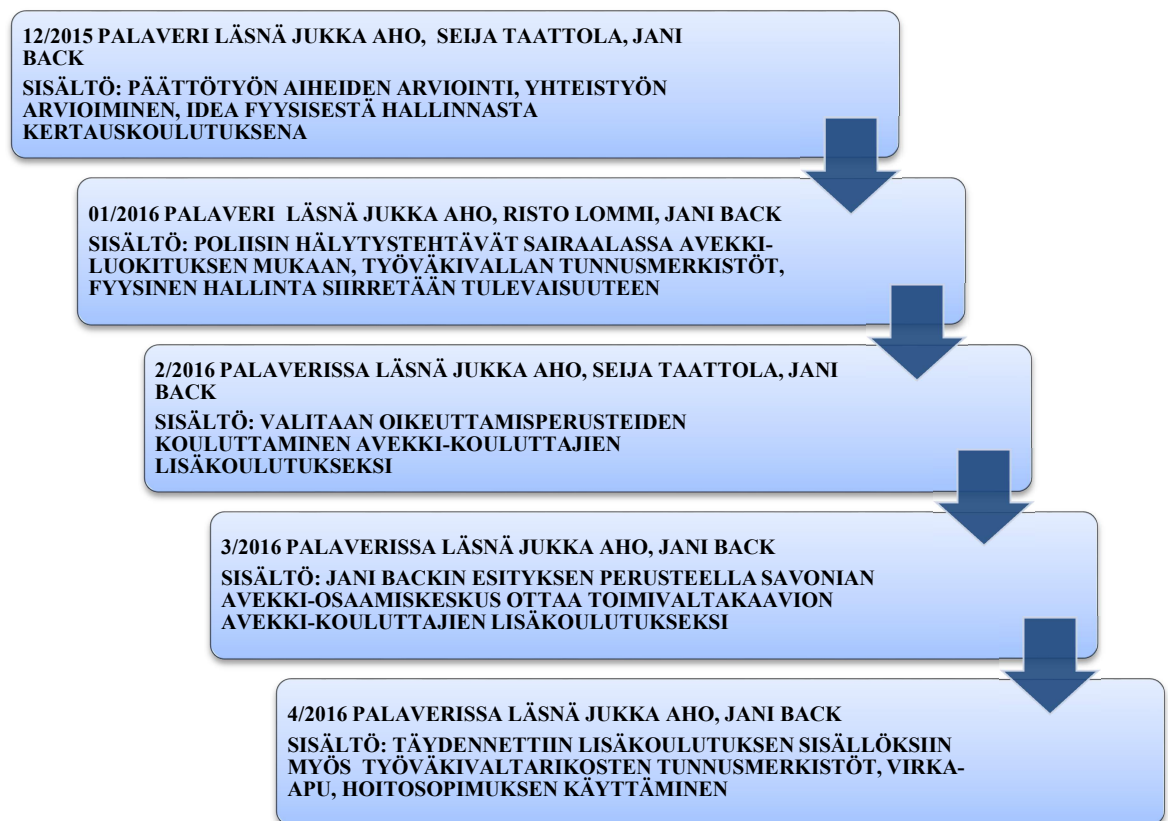 12/2015 PALAVERI LÄSNÄ JUKKA AHO, SEIJA TAATTOLA, JANI
BACK
SISÄLTÖ: PÄÄTTÖTYÖN AIHEIDEN ARVIOINTI, YHTEISTYÖN
ARVIOIMINEN, IDEA FYYSISESTÄ HALLINNASTA
KERTAUSKOULUTUKSENA
01/2016 PALAVERI LÄSNÄ JUKKA AHO, RISTO LOMMI, JANI BACK
SISÄLTÖ: POLIISIN HÄLYTYSTEHTÄVÄT SAIRAALASSA AVEKKI-
LUOKITUKSEN MUKAAN, TYÖVÄKIVALLAN TUNNUSMERKISTÖT,
FYYSINEN HALLINTA SIIRRETÄÄN TULEVAISUUTEEN
2/2016 PALAVERISSA LÄSNÄ JUKKA AHO, SEIJA TAATTOLA, JANI
BACK
SISÄLTÖ: VALITAAN OIKEUTTAMISPERUSTEIDEN
KOULUTTAMINEN AVEKKI-KOULUTTAJIEN
LISÄKOULUTUKSEKSI
3/2016 PALAVERISSA LÄSNÄ JUKKA AHO, JANI BACK
SISÄLTÖ: JANI BACKIN ESITYKSEN PERUSTEELLA SAVONIAN
AVEKKI-OSAAMISKESKUS OTTAA TOIMIVALTAKAAVION
AVEKKI-KOULUTTAJIEN LISÄKOULUTUKSEKSI
4/2016 PALAVERISSA LÄSNÄ JUKKA AHO, JANI BACK
SISÄLTÖ: TÄYDENNETTIIN LISÄKOULUTUKSEN SISÄLLÖKSIIN
MYÖS TYÖVÄKIVALTARIKOSTEN TUNNUSMERKISTÖT, VIRKA-
APU, HOITOSOPIMUKSEN KÄYTTÄMINEN